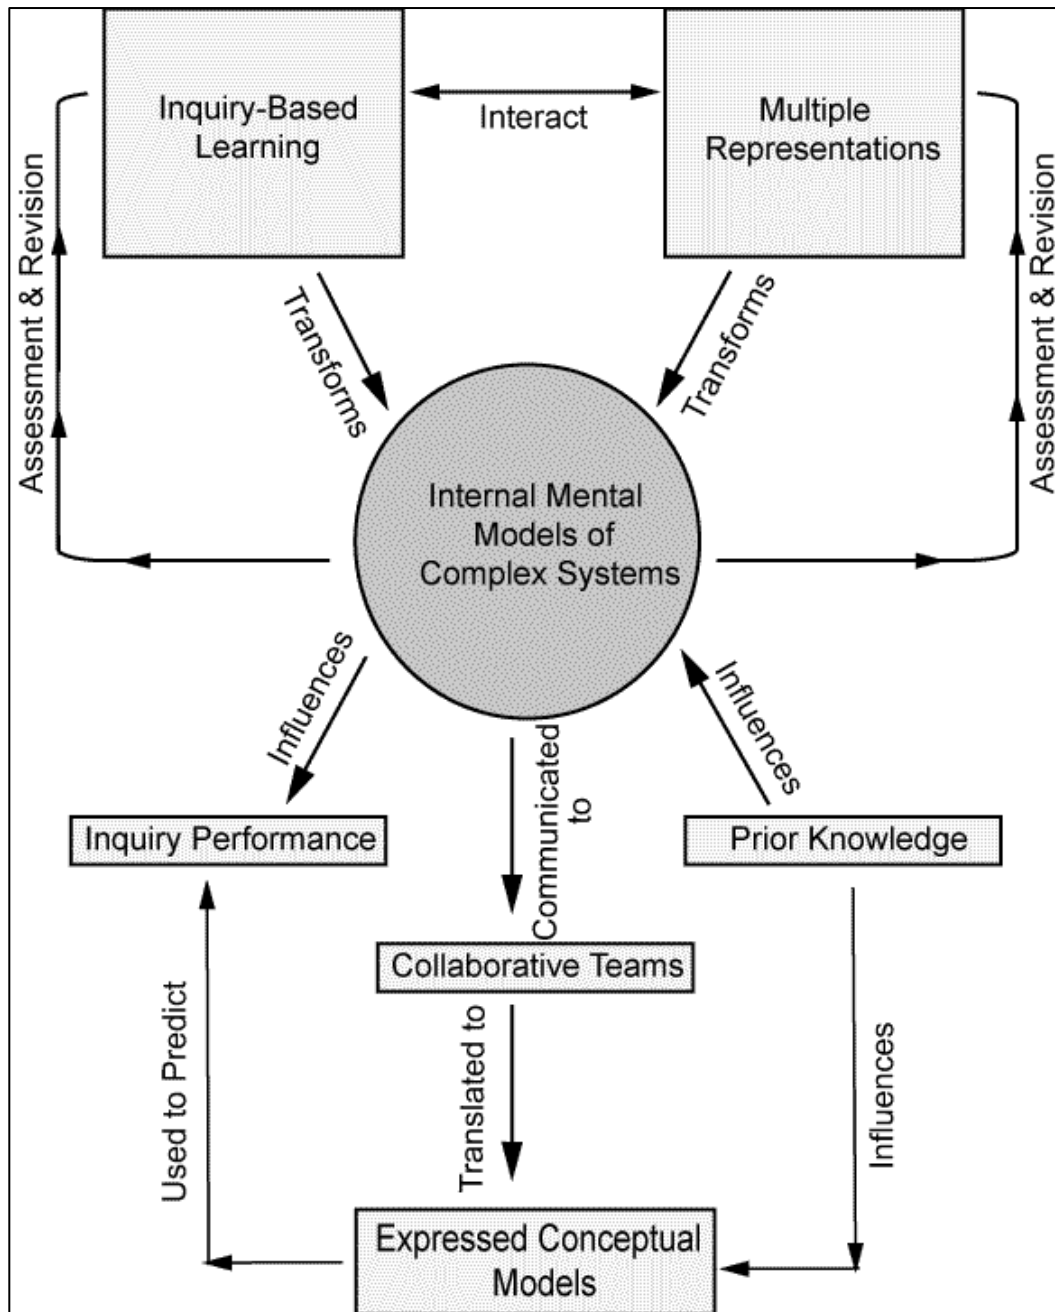 Inquiry-Based
Learning
Interact
Multiple
Representations
Assessment & Revision
Transforms
Transforms
Assessment & Revision
Internal Mental
Models of
Complex Systems
Influences
Communicated
to
Influences
Inquiry Performance
Prior Knowledge
Collaborative Teams
Used to Predict
Translated to
Influences
Expressed Conceptual
Models